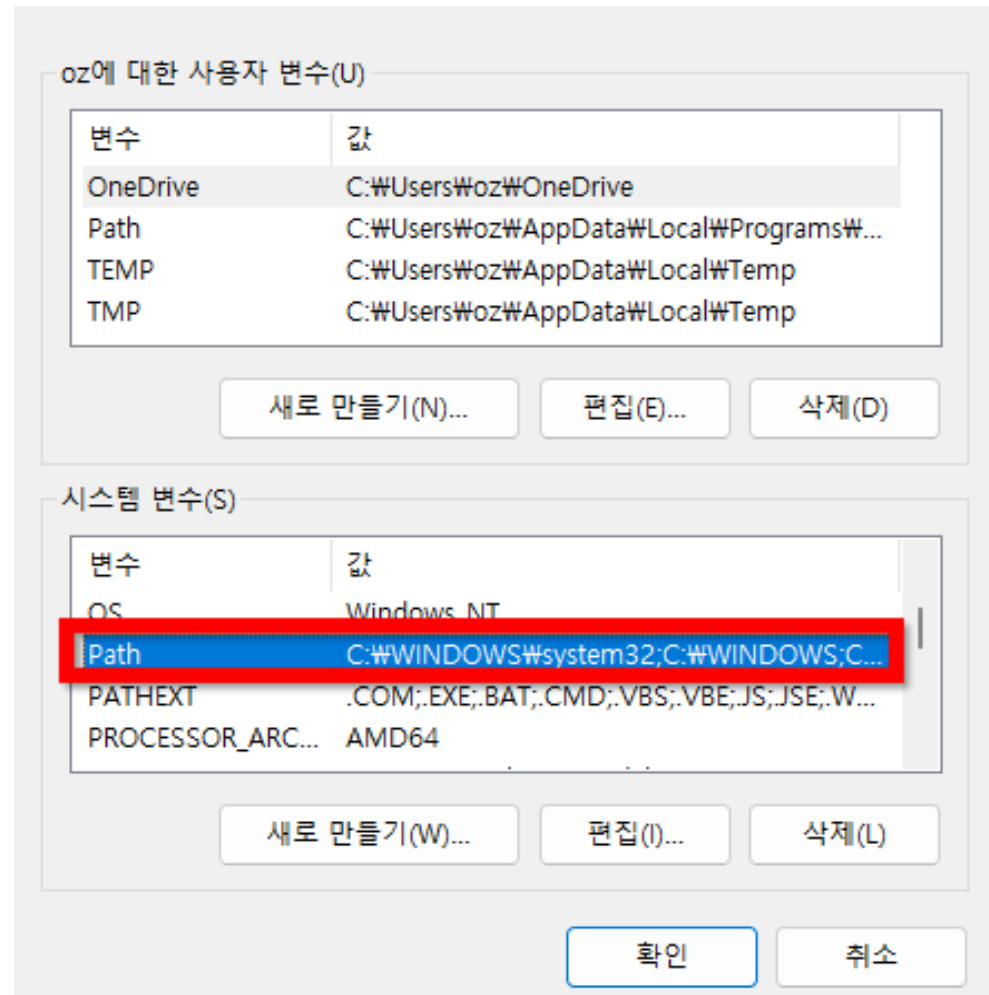 oz에 대한 사용자 변수(U)
변수 값
OneDrive C:₩Users₩oz₩OneDrive
Path C:₩Users₩oz₩AppData₩Local₩Programs₩...
TEMP C:₩Users₩oz₩AppData₩Local₩Temp
TMP C:₩Users₩oz₩AppData₩Local₩Temp
새로 만들기(N)... 편집(E)... 삭제(D)
시스템 변수(S)
변수 값
OS Windows_NT
Path C:₩WINDOWS₩system32;C:₩WINDOWS;C...
PATHEXT .COM;.EXE;.BAT;.CMD;.VBS;.VBE;.JS;.JSE;.W...
PROCESSOR_ARC... AMD64
새로 만들기(W)... 편집(I)... 삭제(L)
확인 취소